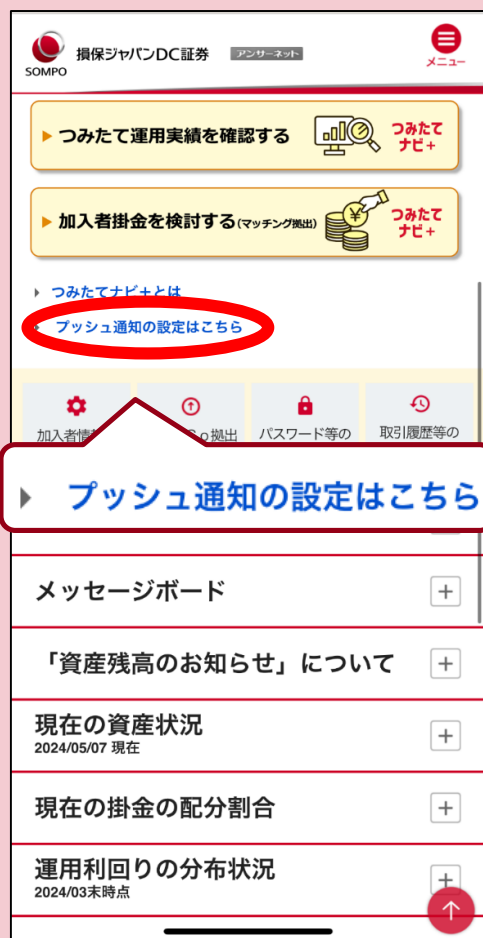 SOMPO
損保ジャパンDC証券
アンサーネット
メニュー
つみたて運用実績を確認する
つみたて
ナビ+
加入者掛金を検討する(マッチング拠出)
つみたて
ナビ+
つみたてナビ+とは
プッシュ通知の設定はこちら
加入者情
o拠出
パスワード等の
取引履歴等の
プッシュ通知の設定はこちら
メッセージボード
「資産残高のお知らせ」について
現在の資産状況
2024/05/07 現在
現在の掛金の配分割合
運用利回りの分布状況
2024/03末時点